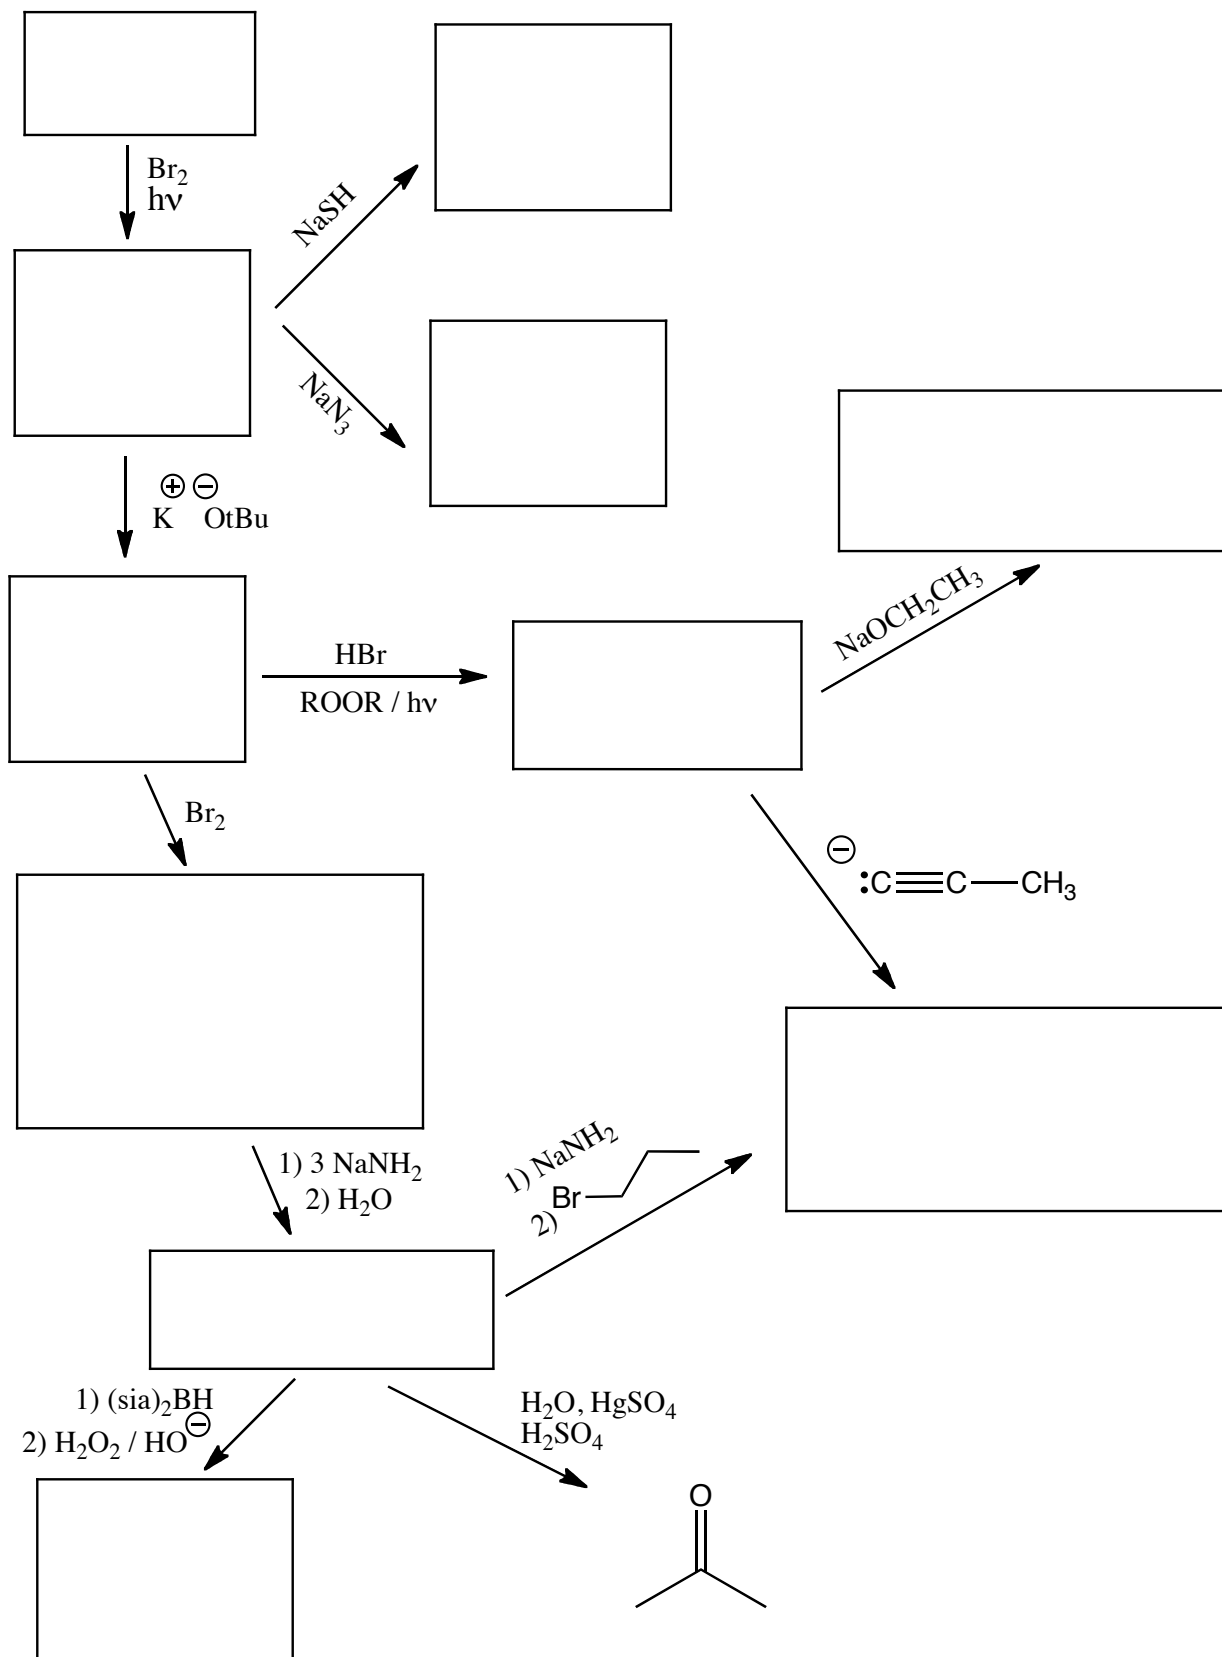 Br₂
hν
NaSH
NaN₃
⊕ ⊖
K OtBu
HBr
ROOR / hν
NaOCH₂CH₃
Br₂
⊖
:C≡C—CH₃
1) 3 NaNH₂
2) H₂O
1) NaNH₂
2) Br
1) (sia)₂BH
2) H₂O₂ / HO⊖
H₂O, HgSO₄
H₂SO₄
O